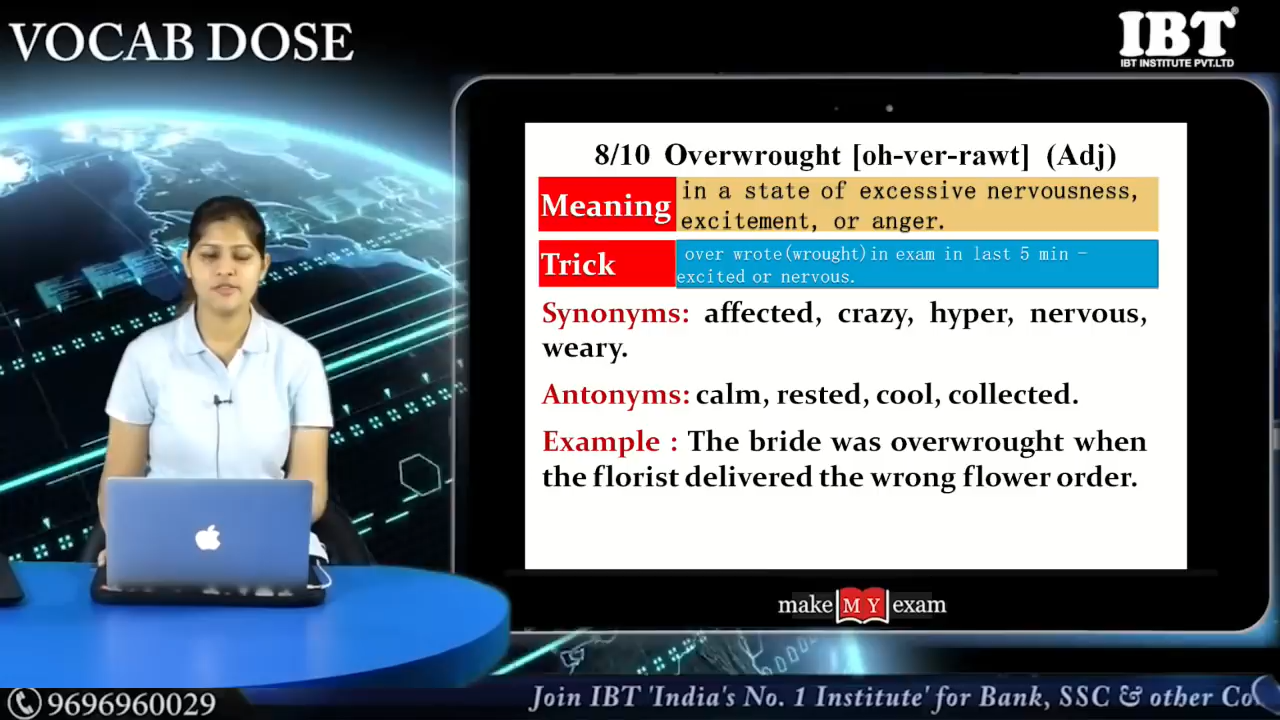 VOCAB DOSE
IBT
IBT INSTITUTE PVT.LTD
8/10 Overwrought [oh-ver-rawt] (Adj)
Meaning in a state of excessive nervousness,
excitement, or anger.
Trick over wrote(wrought)in exam in last 5 min –
excited or nervous.
Synonyms: affected, crazy, hyper, nervous,
weary.
Antonyms: calm, rested, cool, collected.
Example : The bride was overwrought when
the florist delivered the wrong flower order.
make MY exam
9696960029
Join IBT 'India's No. 1 Institute' for Bank, SSC & other Co